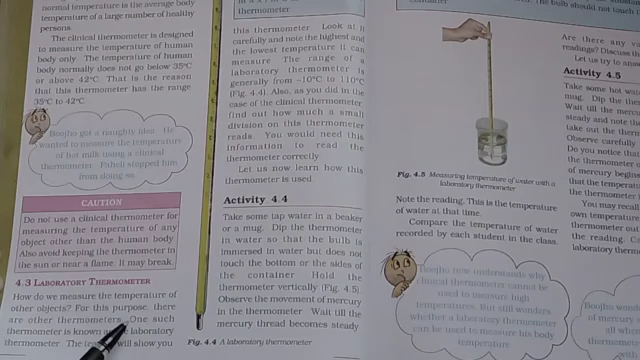 normal temperature is the average body
temperature of a large number of healthy
persons.
The clinical thermometer is designed
to measure the temperature of human
body only. The temperature of human
body normally does not go below 35°C
or above 42°C. That is the reason
that this thermometer has the range
35°C to 42°C.
Boojho got a naughty idea. He
wanted to measure the temperature
of hot milk using a clinical
thermometer. Paheli stopped him
from doing so.
CAUTION
Do not use a clinical thermometer for
measuring the temperature of any
object other than the human body.
Also avoid keeping the thermometer in
the sun or near a flame. It may break.
4.3 LABORATORY THERMOMETER
How do we measure the temperature of
other objects? For this purpose, there
are other thermometers. One such
thermometer is known as the laboratory
thermometer. The will show you
thermometer
this thermometer. Look at it
carefully and note the highest and
the lowest temperature it can
measure. The range of a
laboratory thermometer is
generally from –10°C to 110°C
(Fig. 4.4). Also, as you did in the
case of the clinical thermometer,
find out how much a small
division on this thermometer
reads. You would need this
information to read the
thermometer correctly.
Let us now learn how this
thermometer is used.
Activity 4.4
Take some tap water in a beaker
or a mug. Dip the thermometer
in water so that the bulb is
immersed in water but does not
touch the bottom or the sides of
the container. Hold the
thermometer vertically (Fig. 4.5).
Observe the movement of mercury
in the thermometer. Wait till the
mercury thread becomes steady
Fig. 4.4 A laboratory thermometer
container
The bulb should not touch
Fig. 4.5 Measuring temperature of water with a
laboratory thermometer
Note the reading. This is the temperature
of water at that time.
Compare the temperature of water
recorded by each student in the class.
Boojho now understands why
clinical thermometer cannot be
used to measure high
temperatures. But still wonders
whether a laboratory thermometer
can be used to measure his body
temperature.
Are there any
readings? Discuss
Let us try to
Activity 4.5
Take some hot
mug. Dip the
Wait till the mercury
steady and note the
take out the
Observe carefully
Do you notice that
the thermometer
of mercury begins
that the temperature
the thermometer
You may recall
own temperature
thermometer out
the reading. C
the laboratory
Boojho wonders